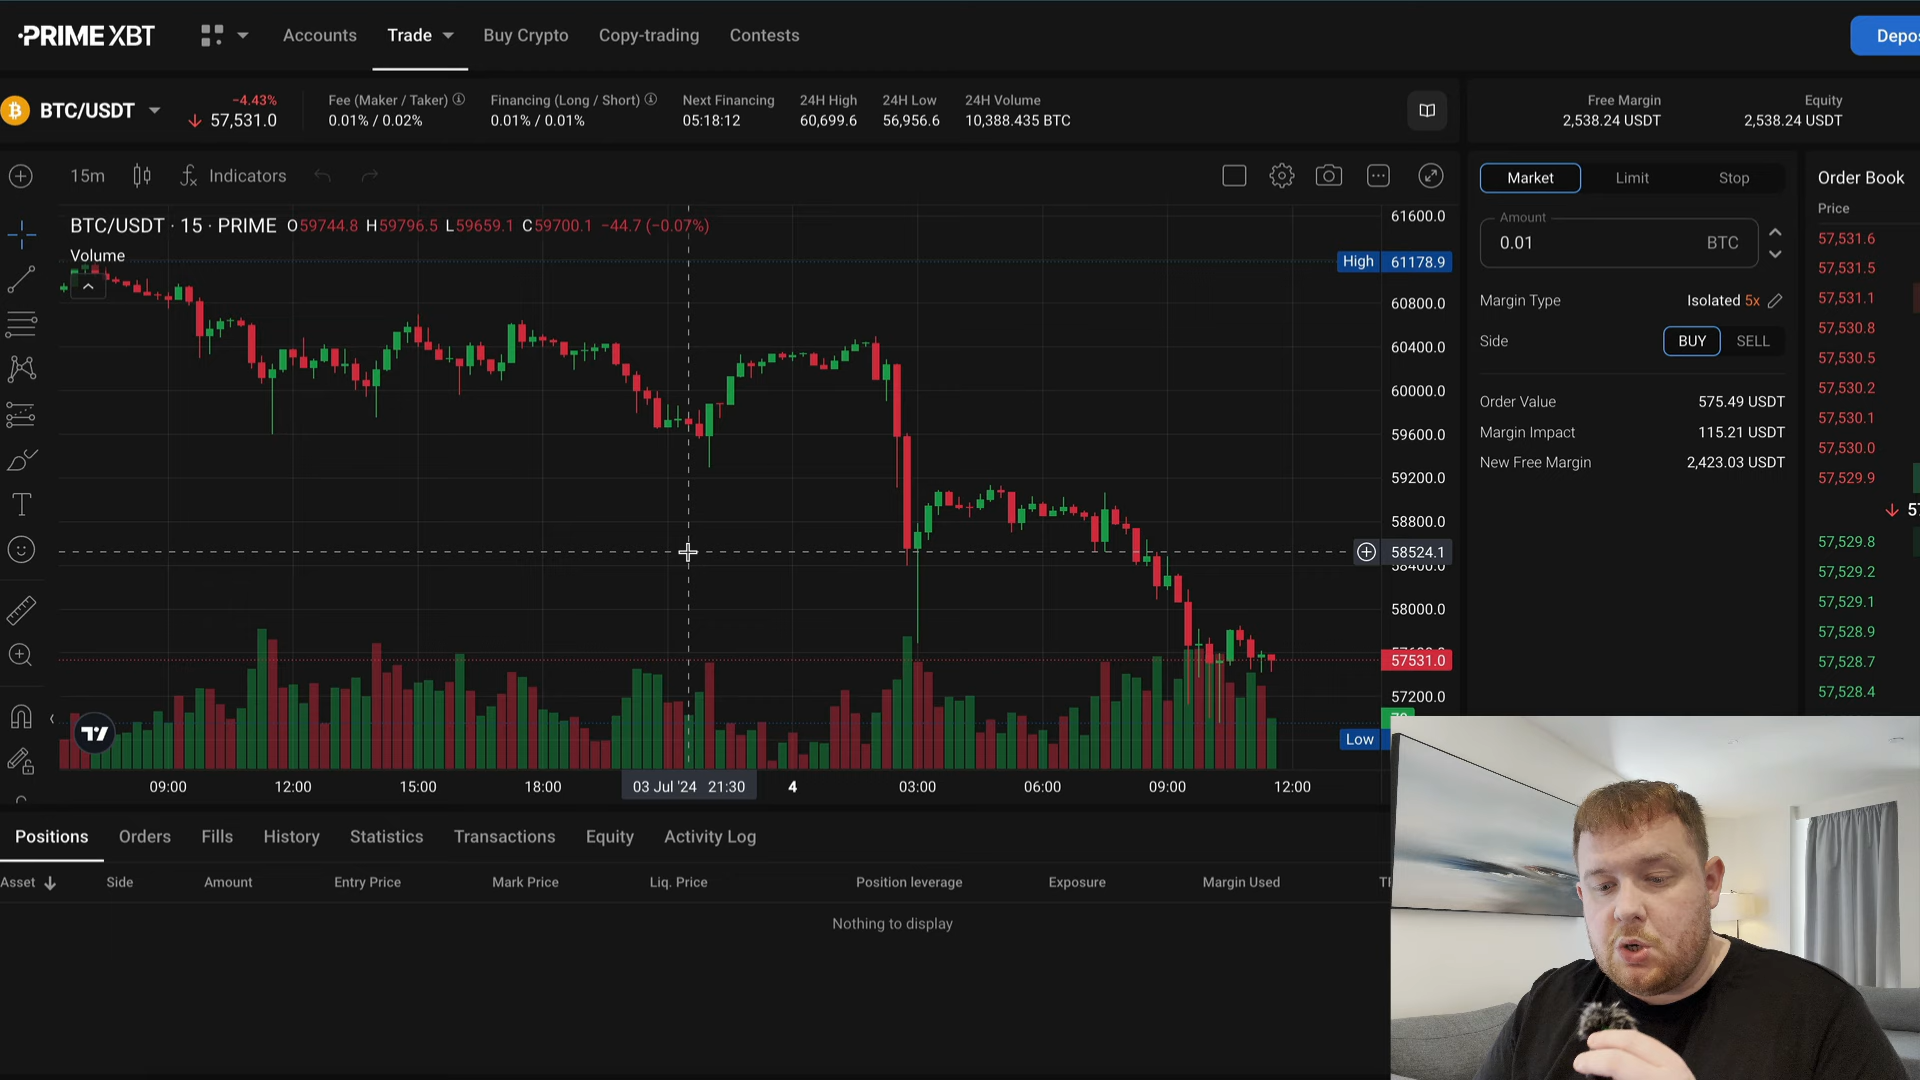 PRIME XBT
Accounts
Trade
Buy Crypto
Copy-trading
Contests
BTC/USDT
−4.43%
57,531.0
Fee (Maker / Taker)
0.01% / 0.02%
Financing (Long / Short)
0.01% / 0.01%
Next Financing
05:18:12
24H High
60,699.6
24H Low
56,956.6
24H Volume
10,388.435 BTC
Free Margin
2,538.24 USDT
Equity
2,538.24 USDT
15m
Indicators
BTC/USDT · 15 · PRIME O59744.8 H59796.5 L59659.1 C59700.1 −44.7 (−0.07%)
Volume
61600.0
High 61178.9
60800.0
60400.0
60000.0
59600.0
59200.0
58800.0
58524.1
58400.0
58000.0
57531.0
57200.0
Low
09:00
12:00
15:00
18:00
03 Jul '24 21:30
4
03:00
06:00
09:00
12:00
Market
Limit
Stop
Amount
0.01
BTC
Margin Type
Isolated 5x
Side
BUY
SELL
Order Value
575.49 USDT
Margin Impact
115.21 USDT
New Free Margin
2,423.03 USDT
Order Book
Price
57,531.6
57,531.5
57,531.1
57,530.8
57,530.5
57,530.2
57,530.1
57,530.0
57,529.9
57,529.8
57,529.2
57,529.1
57,528.9
57,528.7
57,528.4
Positions
Orders
Fills
History
Statistics
Transactions
Equity
Activity Log
Asset
Side
Amount
Entry Price
Mark Price
Liq. Price
Position leverage
Exposure
Margin Used
Nothing to display